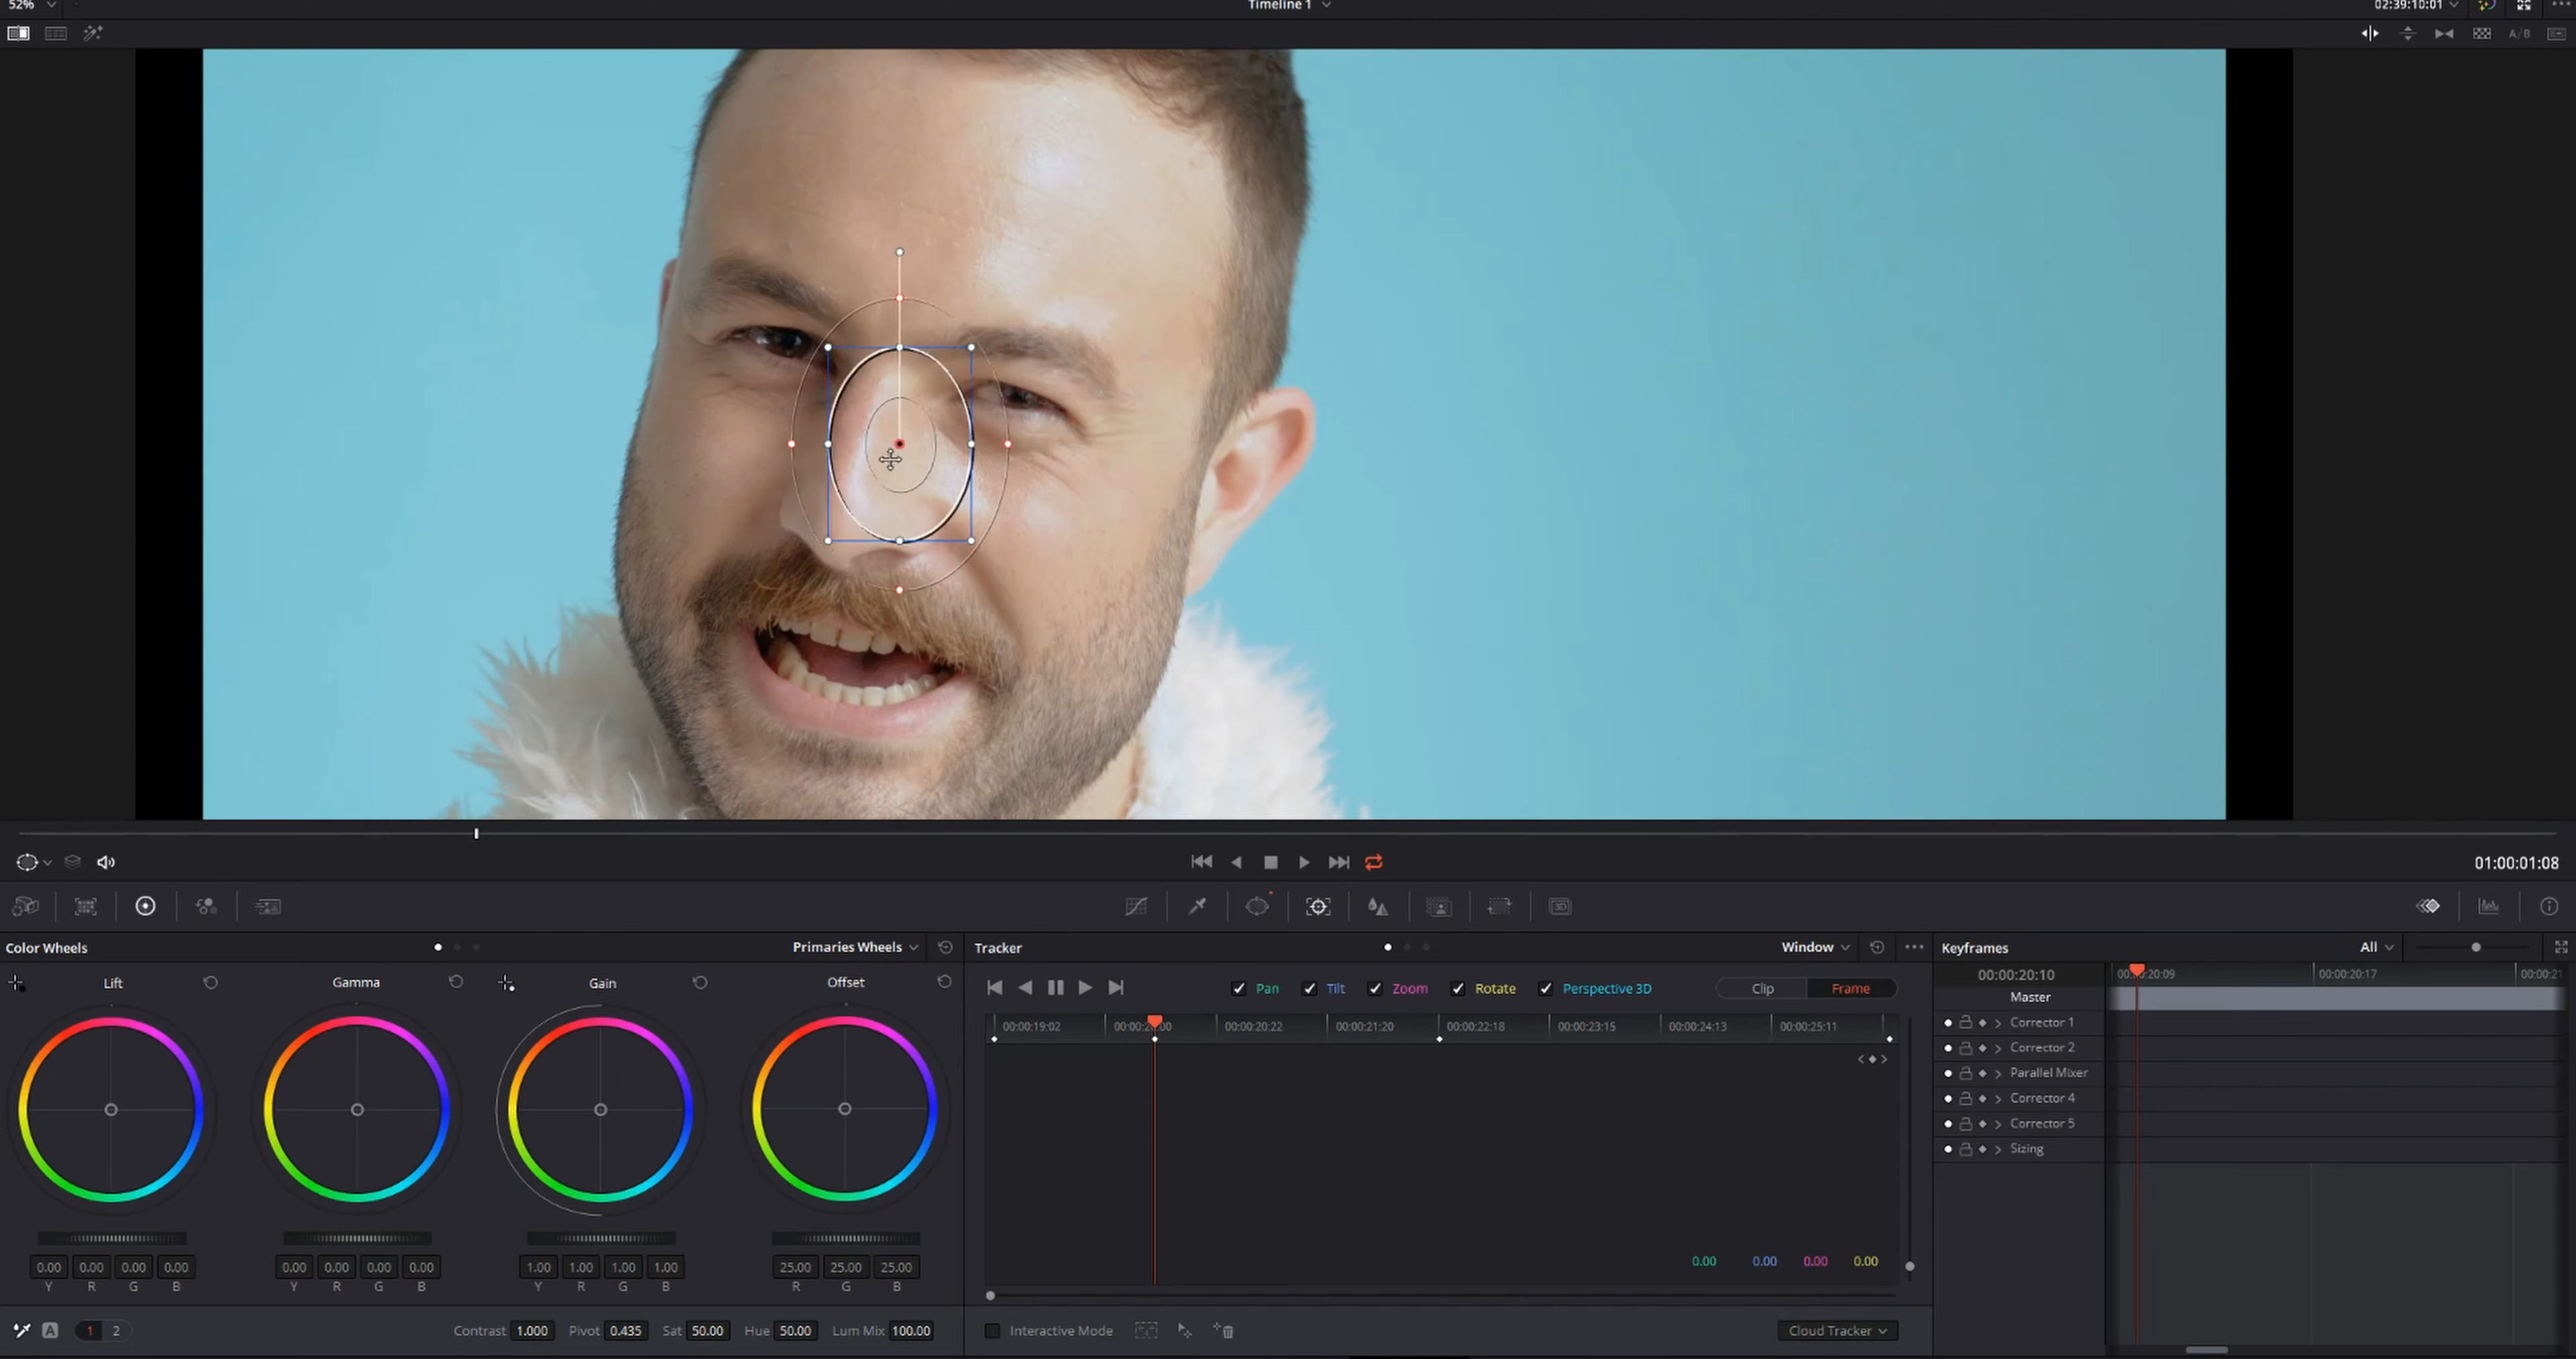 52% Timeline 1 02:39:10:01
A/B
01:00:01:08
3D
Color Wheels Primaries Wheels Tracker Window Keyframes All
Lift Gamma Gain Offset
Pan Tilt Zoom Rotate Perspective 3D Clip Frame
00:00:20:10 20:09 00:00:20:17 00:00:21
Master
00:00:19:02 00:00:20:22 00:00:21:20 00:00:22:18 00:00:23:15 00:00:24:13 00:00:25:11
Corrector 1
Corrector 2
Parallel Mixer
Corrector 4
Corrector 5
Sizing
0.00 0.00 0.00 0.00 0.00 0.00 0.00 0.00 1.00 1.00 1.00 1.00 25.00 25.00 25.00 0.00 0.00 0.00 0.00
Y R G B Y R G B Y R G B R G B
A 1 2 Contrast 1.000 Pivot 0.435 Sat 50.00 Hue 50.00 Lum Mix 100.00 Interactive Mode Cloud Tracker